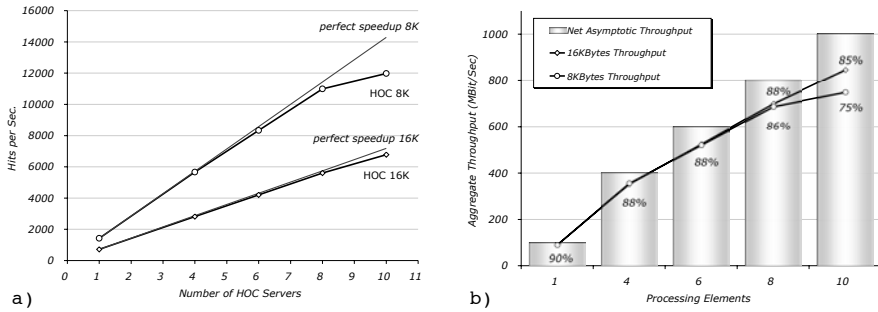 16000
14000
12000
10000
8000
6000
4000
2000
0
Hits per Sec.
perfect speedup 8K
HOC 8K
perfect speedup 16K
HOC 16K
0 1 2 3 4 5 6 7 8 9 10 11
Number of HOC Servers
a)
1000
800
600
400
200
0
Aggregate Throughput (MBit/Sec)
Net Asymptotic Throughput
16KBytes Throughput
8KBytes Throughput
90%
88%
88%
88%
86%
85%
75%
1 4 6 8 10
Processing Elements
b)